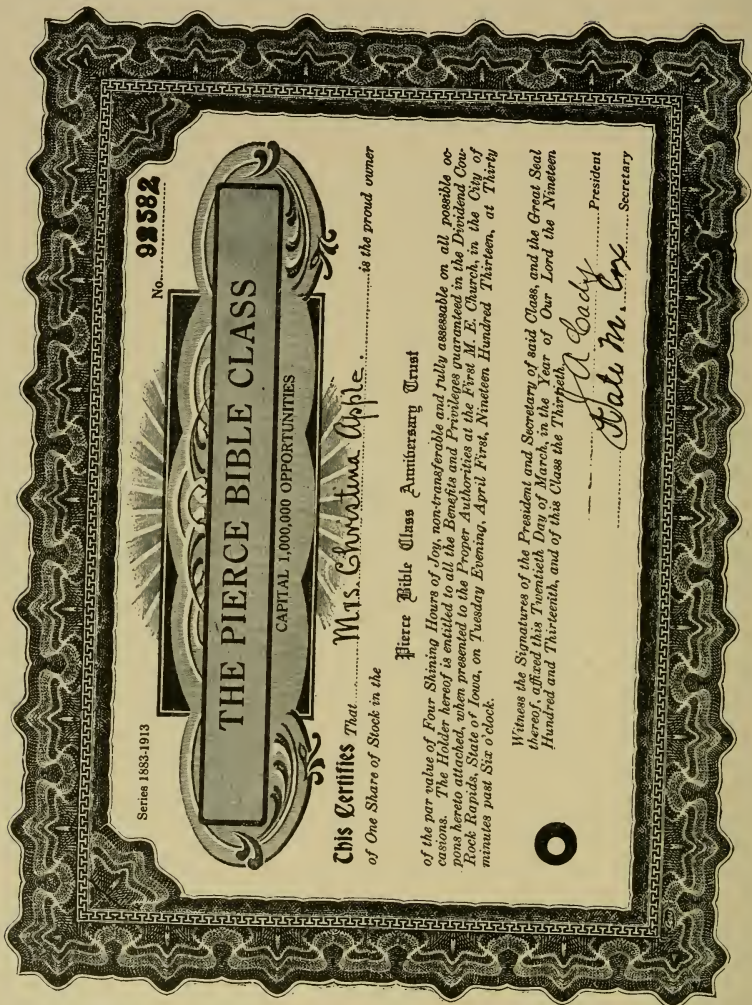 Series 1883-1913
No. 92582
THE PIERCE BIBLE CLASS
CAPITAL 1,000,000 OPPORTUNITIES
This Certifies That Mrs. Christina Apple. is the proud owner
of One Share of Stock in the
Pierce Bible Class Anniversary Trust
of the par value of Four Shining Hours of Joy, non-transferable and fully assessable on all possible oc-
casions. The Holder hereof is entitled to all the Benefits and Privileges guaranteed in the Dividend Cou-
pons hereto attached, when presented to the Proper Authorities at the First M. E. Church, in the City of
Rock Rapids, State of Iowa, on Tuesday Evening, April First, Nineteen Hundred Thirteen, at Thirty
minutes past Six o'clock.
Witness the Signatures of the President and Secretary of said Class, and the Great Seal
thereof, affixed this Twentieth Day of March, in the Year of Our Lord the Nineteen
Hundred and Thirteenth, and of this Class the Thirtieth.
Cady President
M. Cox Secretary